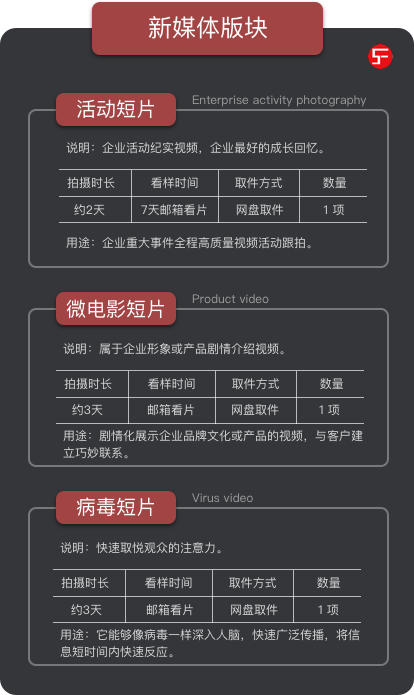 新媒体版块
活动短片
Enterprise activity photography
说明：企业活动纪实视频，企业最好的成长回忆。
拍摄时长 看样时间 取件方式 数量
约2天 7天邮箱看片 网盘取件 1 项
用途：企业重大事件全程高质量视频活动跟拍。
微电影短片
Product video
说明：属于企业形象或产品剧情介绍视频。
拍摄时长 看样时间 取件方式 数量
约3天 邮箱看片 网盘取件 1 项
用途：剧情化展示企业品牌文化或产品的视频，与客户建
立巧妙联系。
病毒短片
Virus video
说明：快速取悦观众的注意力。
拍摄时长 看样时间 取件方式 数量
约3天 邮箱看片 网盘取件 1 项
用途：它能够像病毒一样深入人脑，快速广泛传播，将信
息短时间内快速反应。